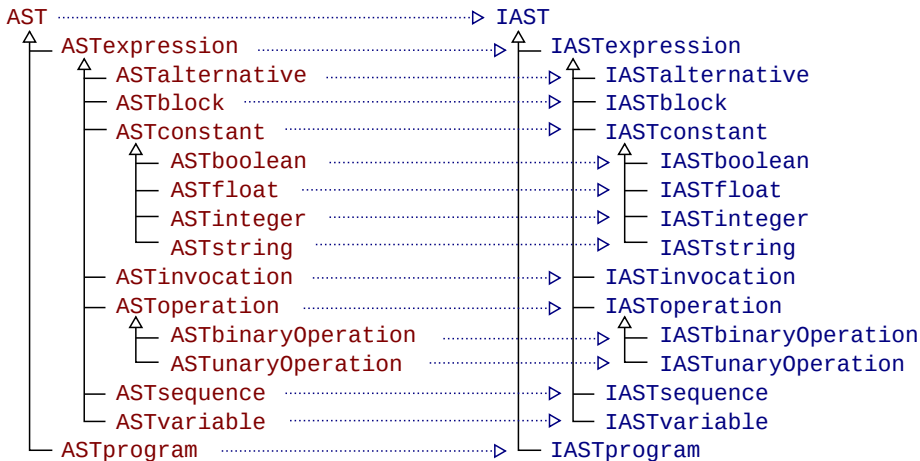 AST IAST
ASTexpression IASTexpression
ASTalternative IASTalternative
ASTblock IASTblock
ASTconstant IASTconstant
ASTboolean IASTboolean
ASTfloat IASTfloat
ASTinteger IASTinteger
ASTstring IASTstring
ASTinvocation IASTinvocation
ASToperation IASToperation
ASTbinaryOperation IASTbinaryOperation
ASTunaryOperation IASTunaryOperation
ASTsequence IASTsequence
ASTvariable IASTvariable
ASTprogram IASTprogram